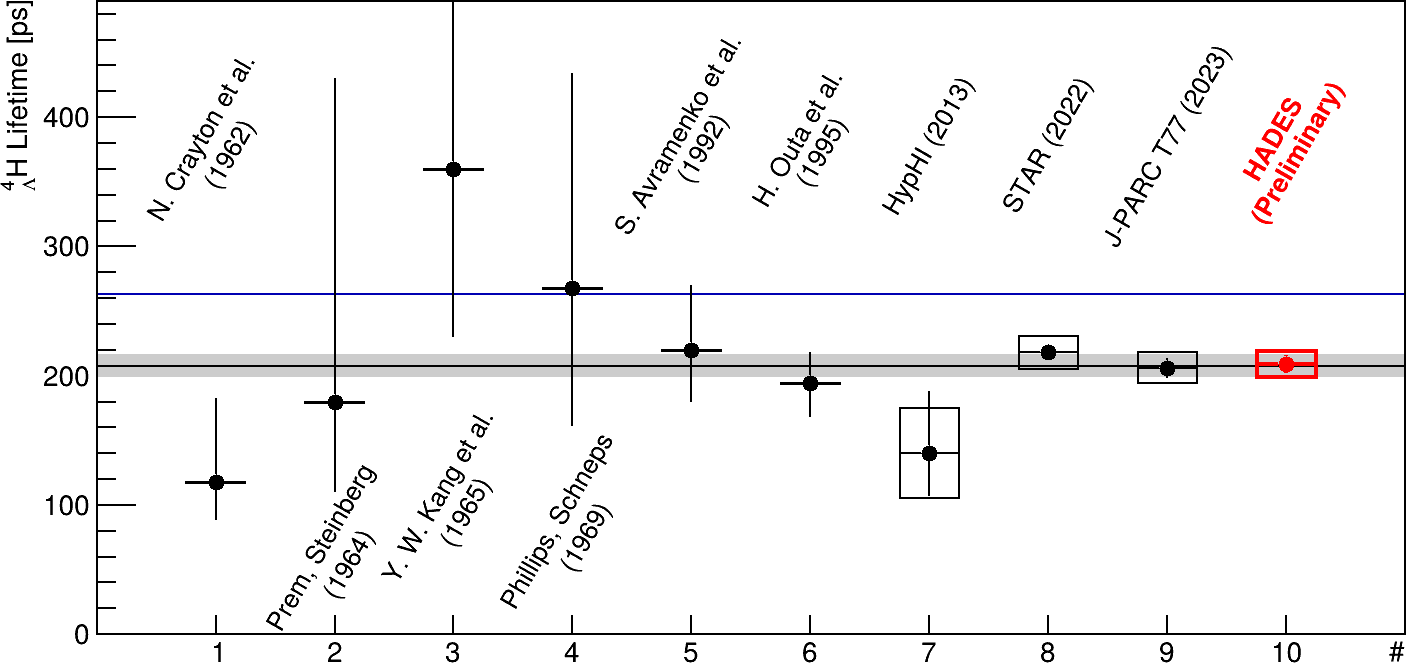 ⁴ΛH Lifetime [ps]
400
300
200
100
0
N. Crayton et al.
(1962)
Prem, Steinberg
(1964)
Y. W. Kang et al.
(1965)
Phillips, Schneps
(1969)
S. Avramenko et al.
(1992)
H. Outa et al.
(1995)
HypHI (2013)
STAR (2022)
J-PARC T77 (2023)
HADES
(Preliminary)
1 2 3 4 5 6 7 8 9 10 #